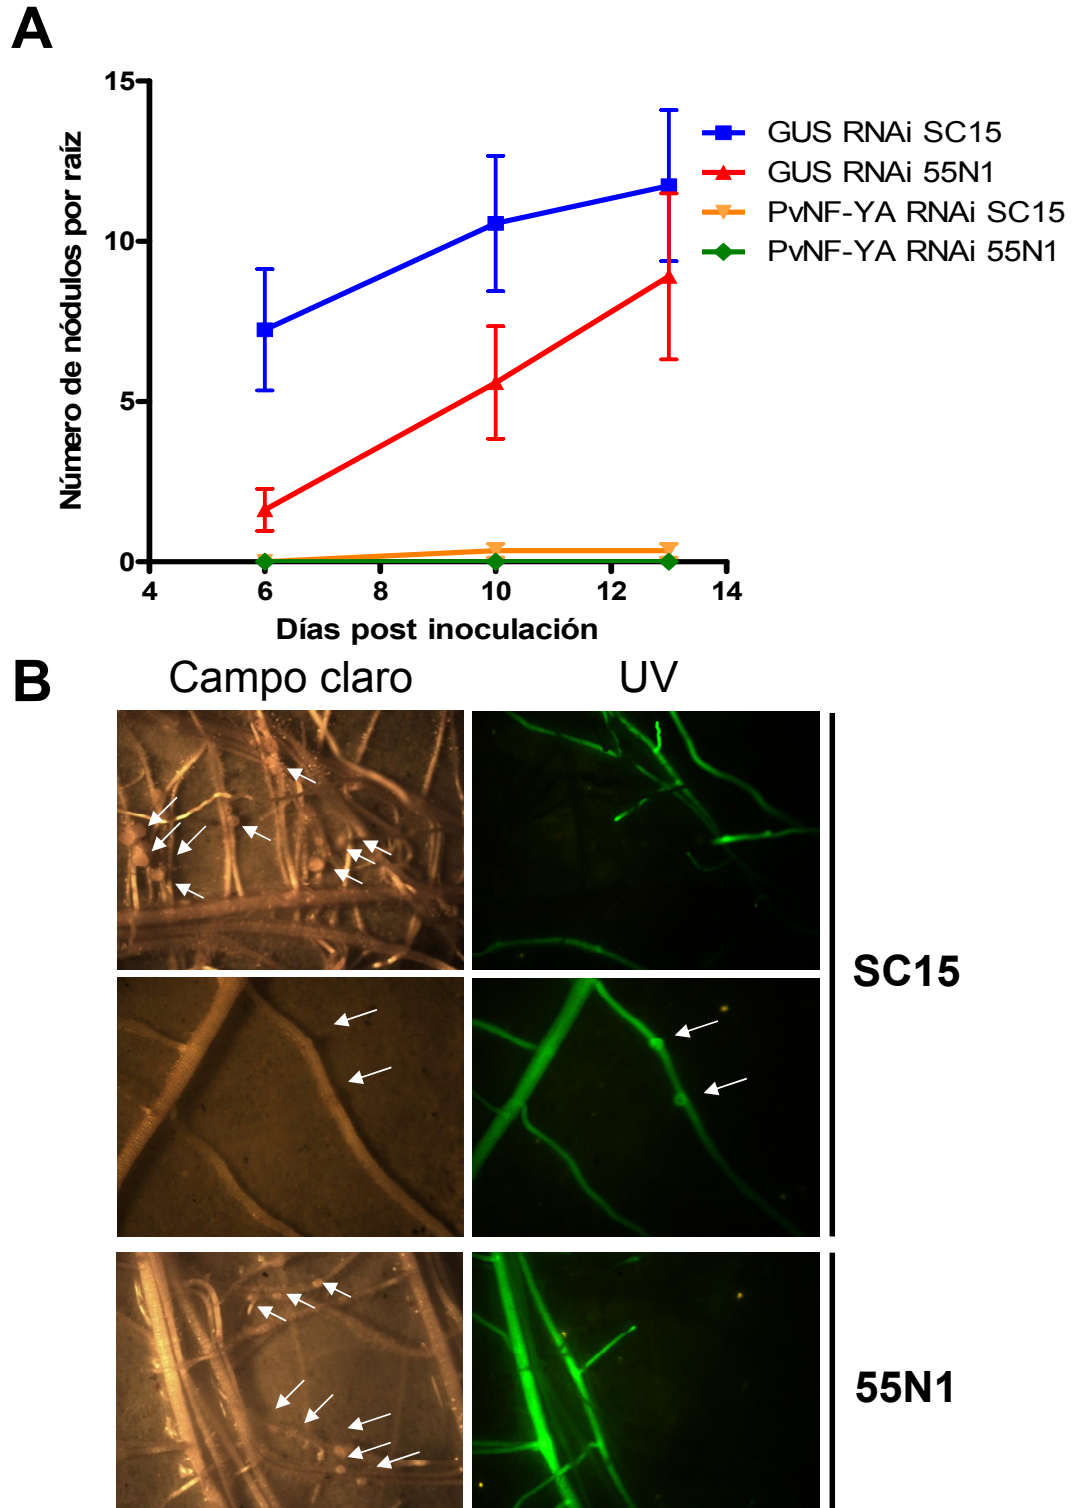 A
15
10
5
0
4 6 8 10 12 14
Número de nódulos por raíz
Días post inoculación
GUS RNAi SC15
GUS RNAi 55N1
PvNF-YA RNAi SC15
PvNF-YA RNAi 55N1
B
Campo claro
UV
SC15
55N1